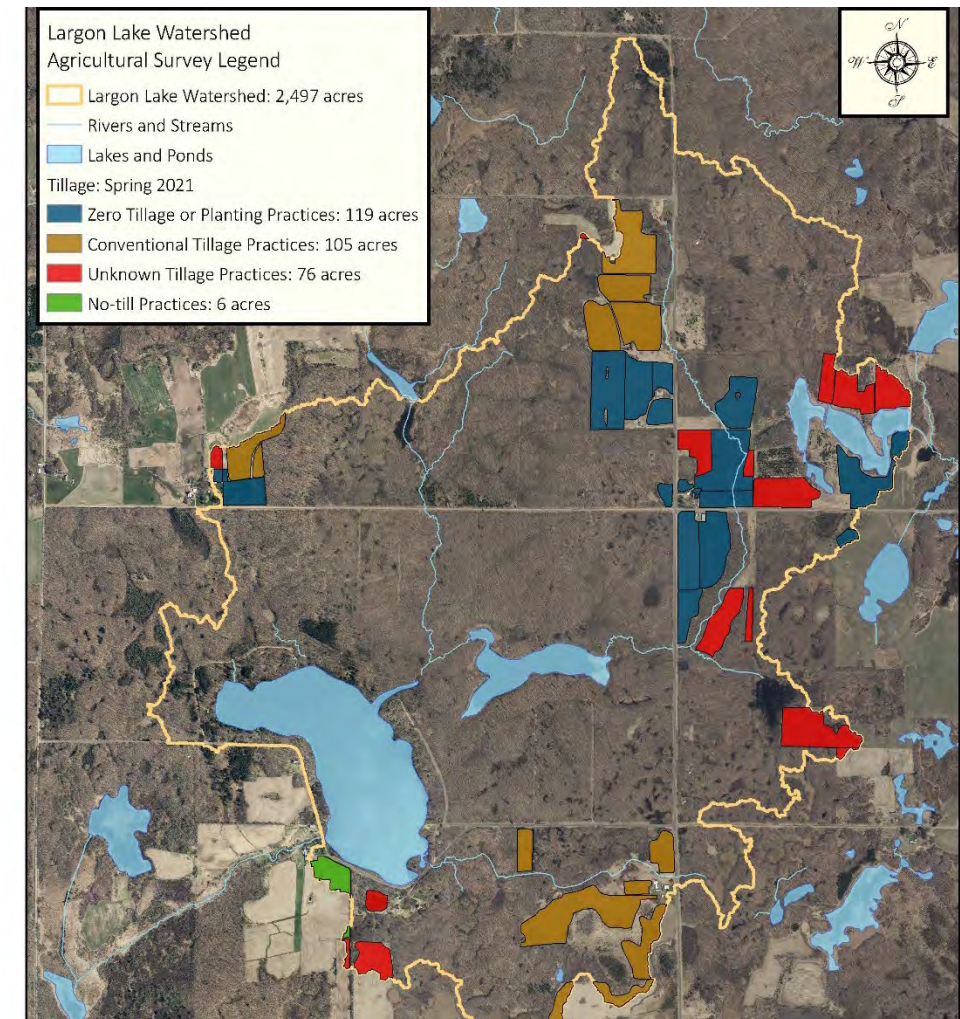 Largon Lake Watershed
Agricultural Survey Legend
Largon Lake Watershed: 2,497 acres
Rivers and Streams
Lakes and Ponds
Tillage: Spring 2021
Zero Tillage or Planting Practices: 119 acres
Conventional Tillage Practices: 105 acres
Unknown Tillage Practices: 76 acres
No-till Practices: 6 acres
N
W E
S